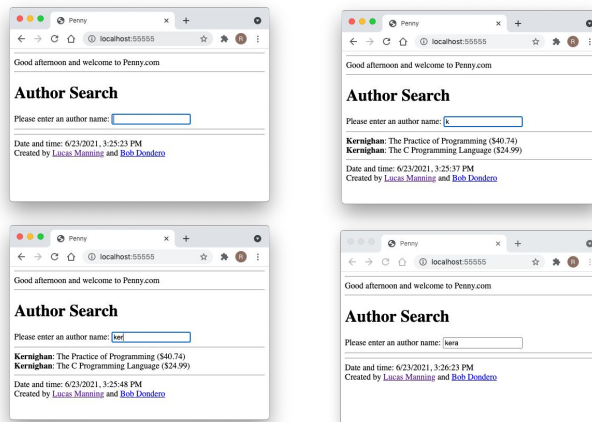 Penny
localhost:55555
R
Good afternoon and welcome to Penny.com
Author Search
Please enter an author name:
Date and time: 6/23/2021, 3:25:23 PM
Created by Lucas Manning and Bob Dondero
Penny
localhost:55555
R
Good afternoon and welcome to Penny.com
Author Search
Please enter an author name: k
Kernighan: The Practice of Programming ($40.74)
Kernighan: The C Programming Language ($24.99)
Date and time: 6/23/2021, 3:25:37 PM
Created by Lucas Manning and Bob Dondero
Penny
localhost:55555
R
Good afternoon and welcome to Penny.com
Author Search
Please enter an author name: ker
Kernighan: The Practice of Programming ($40.74)
Kernighan: The C Programming Language ($24.99)
Date and time: 6/23/2021, 3:25:48 PM
Created by Lucas Manning and Bob Dondero
Penny
localhost:55555
R
Good afternoon and welcome to Penny.com
Author Search
Please enter an author name: kera
Date and time: 6/23/2021, 3:26:23 PM
Created by Lucas Manning and Bob Dondero